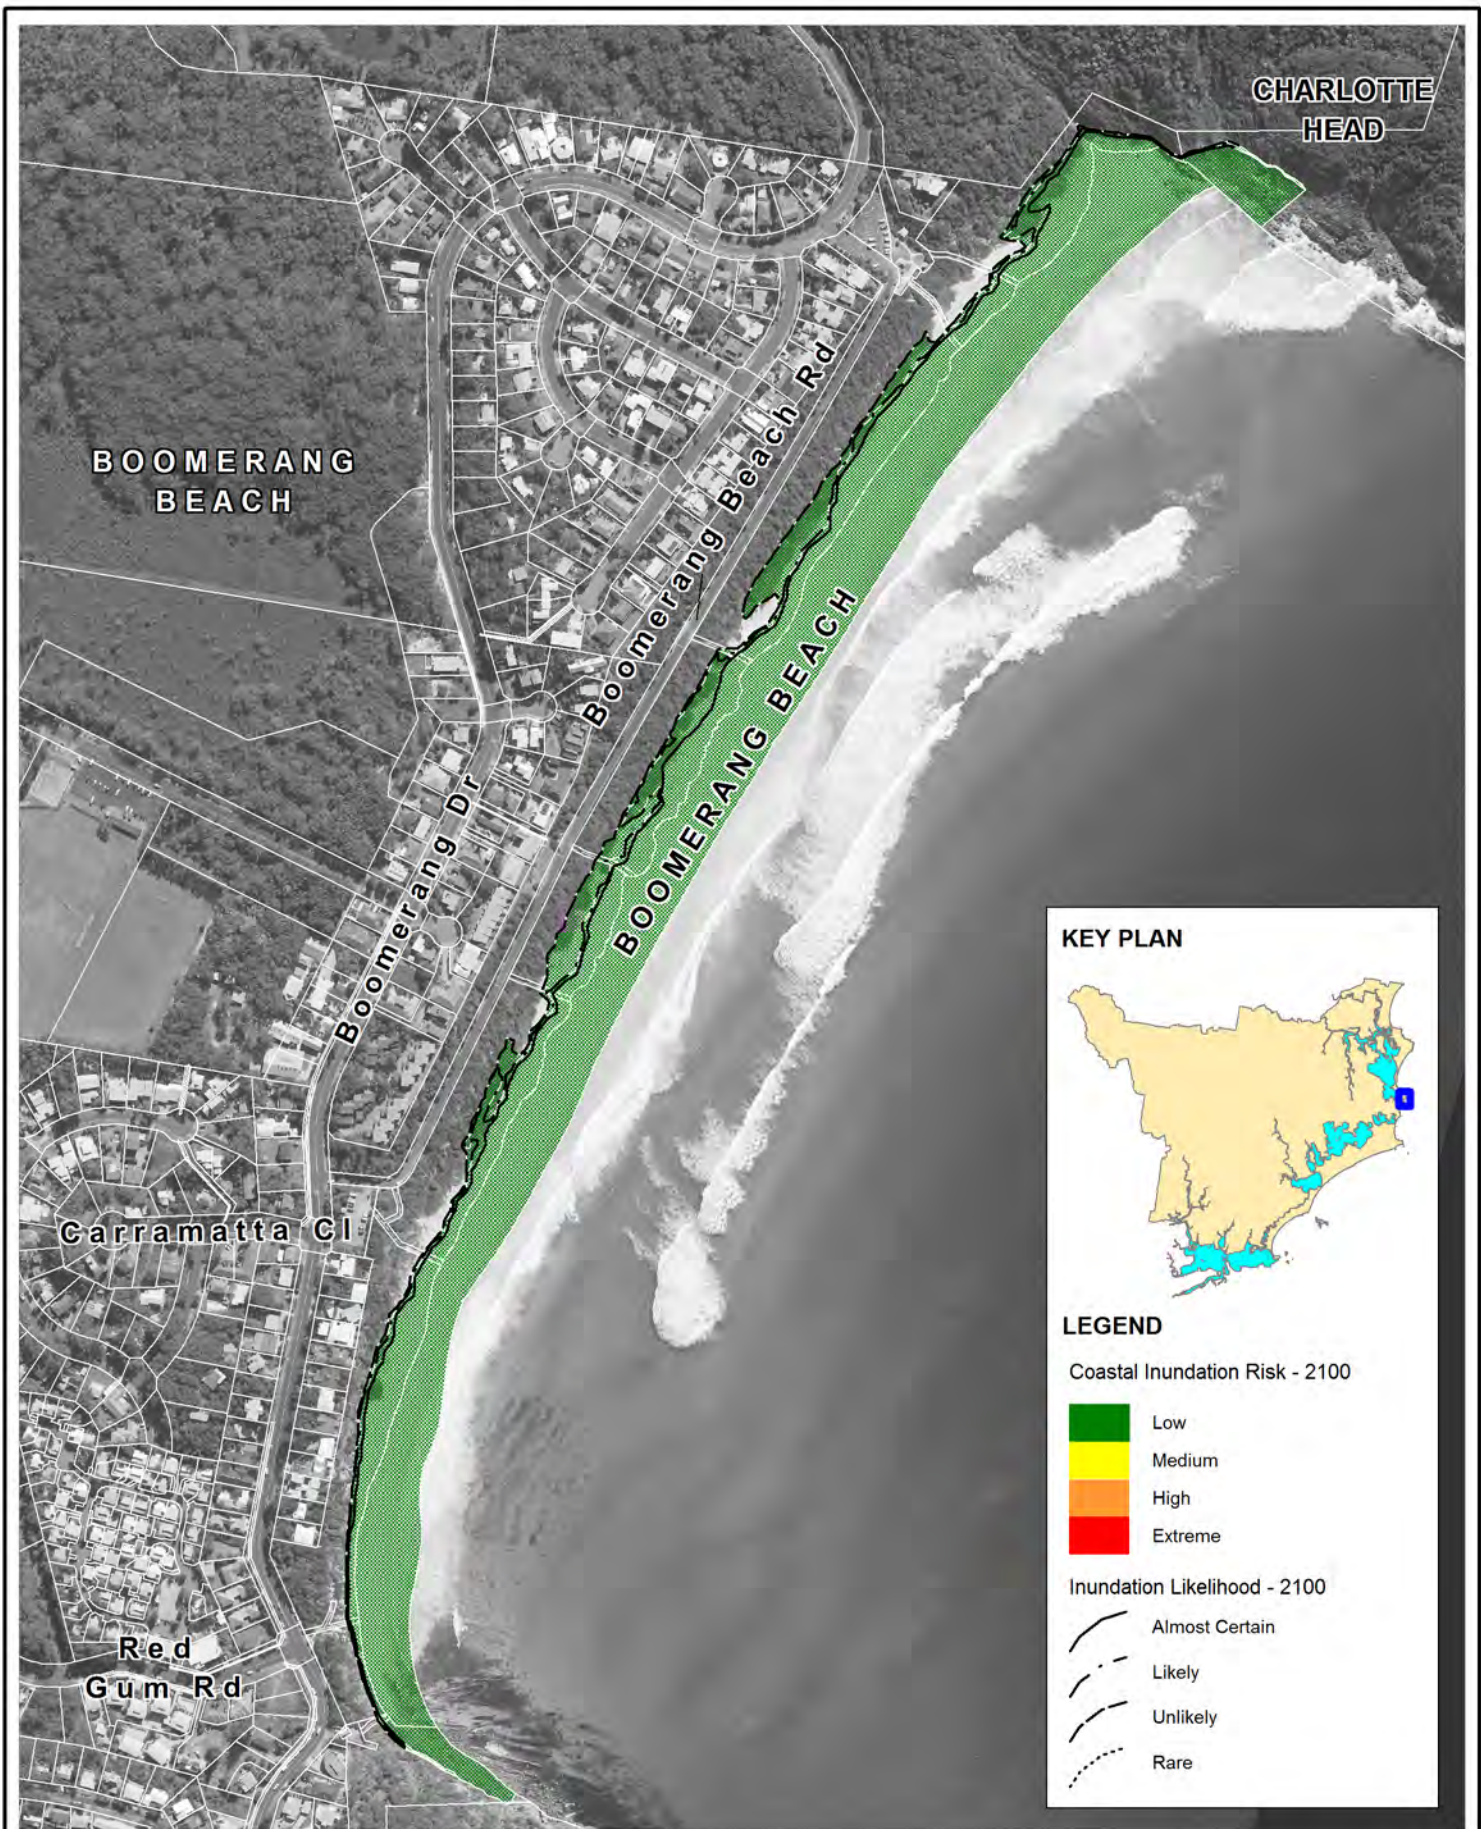 CHARLOTTE
HEAD
BOOMERANG
BEACH
Boomerang Beach Rd
BOOMERANG BEACH
Boomerang Dr
Carramatta Cl
Red
Gum Rd
KEY PLAN
LEGEND
Coastal Inundation Risk - 2100
Low
Medium
High
Extreme
Inundation Likelihood - 2100
Almost Certain
Likely
Unlikely
Rare